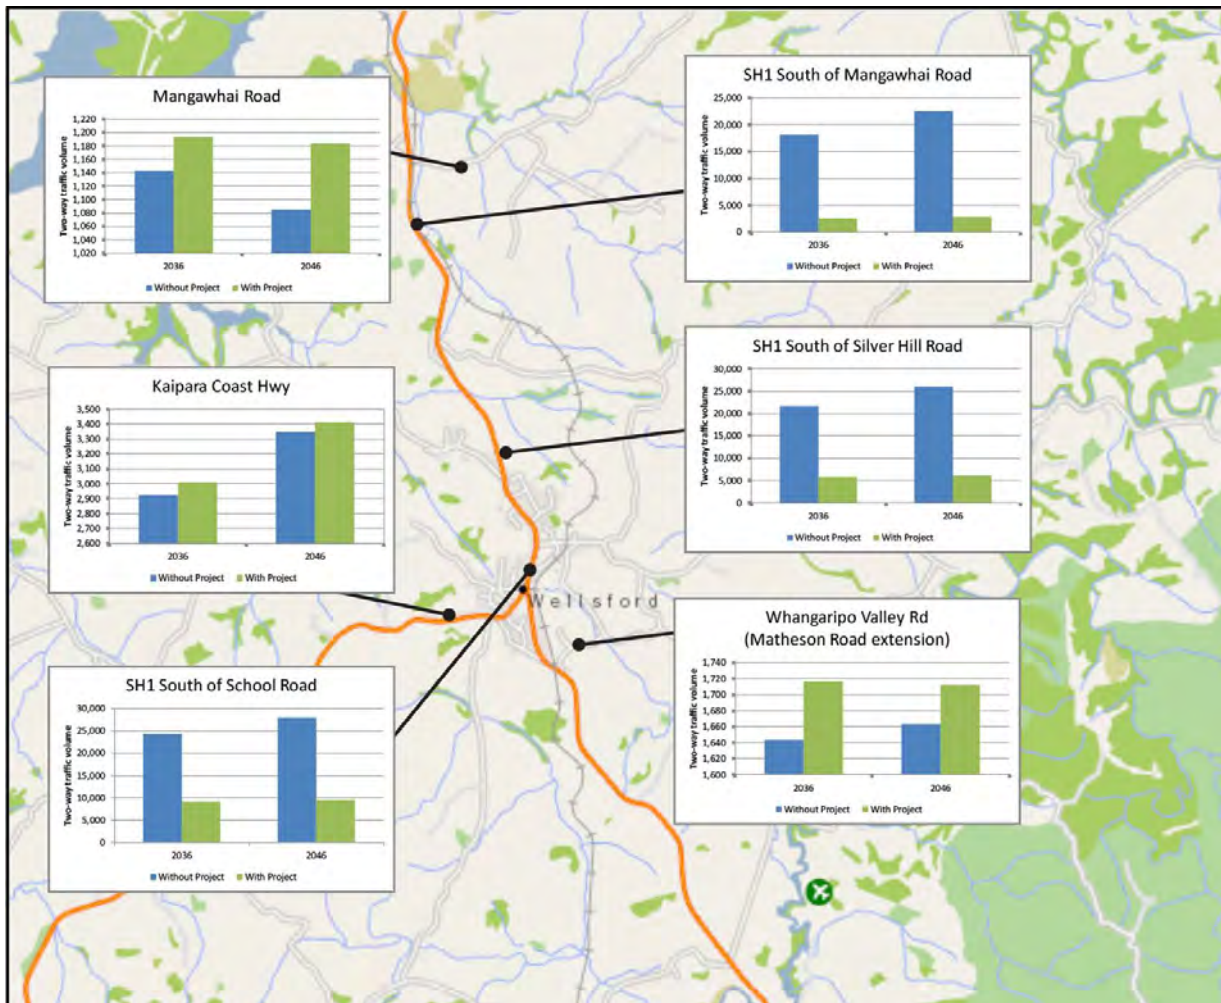 Mangawhai Road
Two-way traffic volume
1,220
1,200
1,180
1,160
1,140
1,120
1,100
1,080
1,060
1,040
1,020
2036
2046
Without Project
With Project
SH1 South of Mangawhai Road
Two-way traffic volume
25,000
20,000
15,000
10,000
5,000
0
2036
2046
Without Project
With Project
Kaipara Coast Hwy
Two-way traffic volume
3,500
3,400
3,300
3,200
3,100
3,000
2,900
2,800
2,700
2,600
2036
2046
Without Project
With Project
SH1 South of Silver Hill Road
Two-way traffic volume
30,000
25,000
20,000
15,000
10,000
5,000
0
2036
2046
Without Project
With Project
Wellsford
SH1 South of School Road
Two-way traffic volume
30,000
25,000
20,000
15,000
10,000
5,000
0
2036
2046
Without Project
With Project
Whangaripo Valley Rd
(Matheson Road extension)
Two-way traffic volume
1,740
1,720
1,700
1,680
1,660
1,640
1,620
1,600
2036
2046
Without Project
With Project